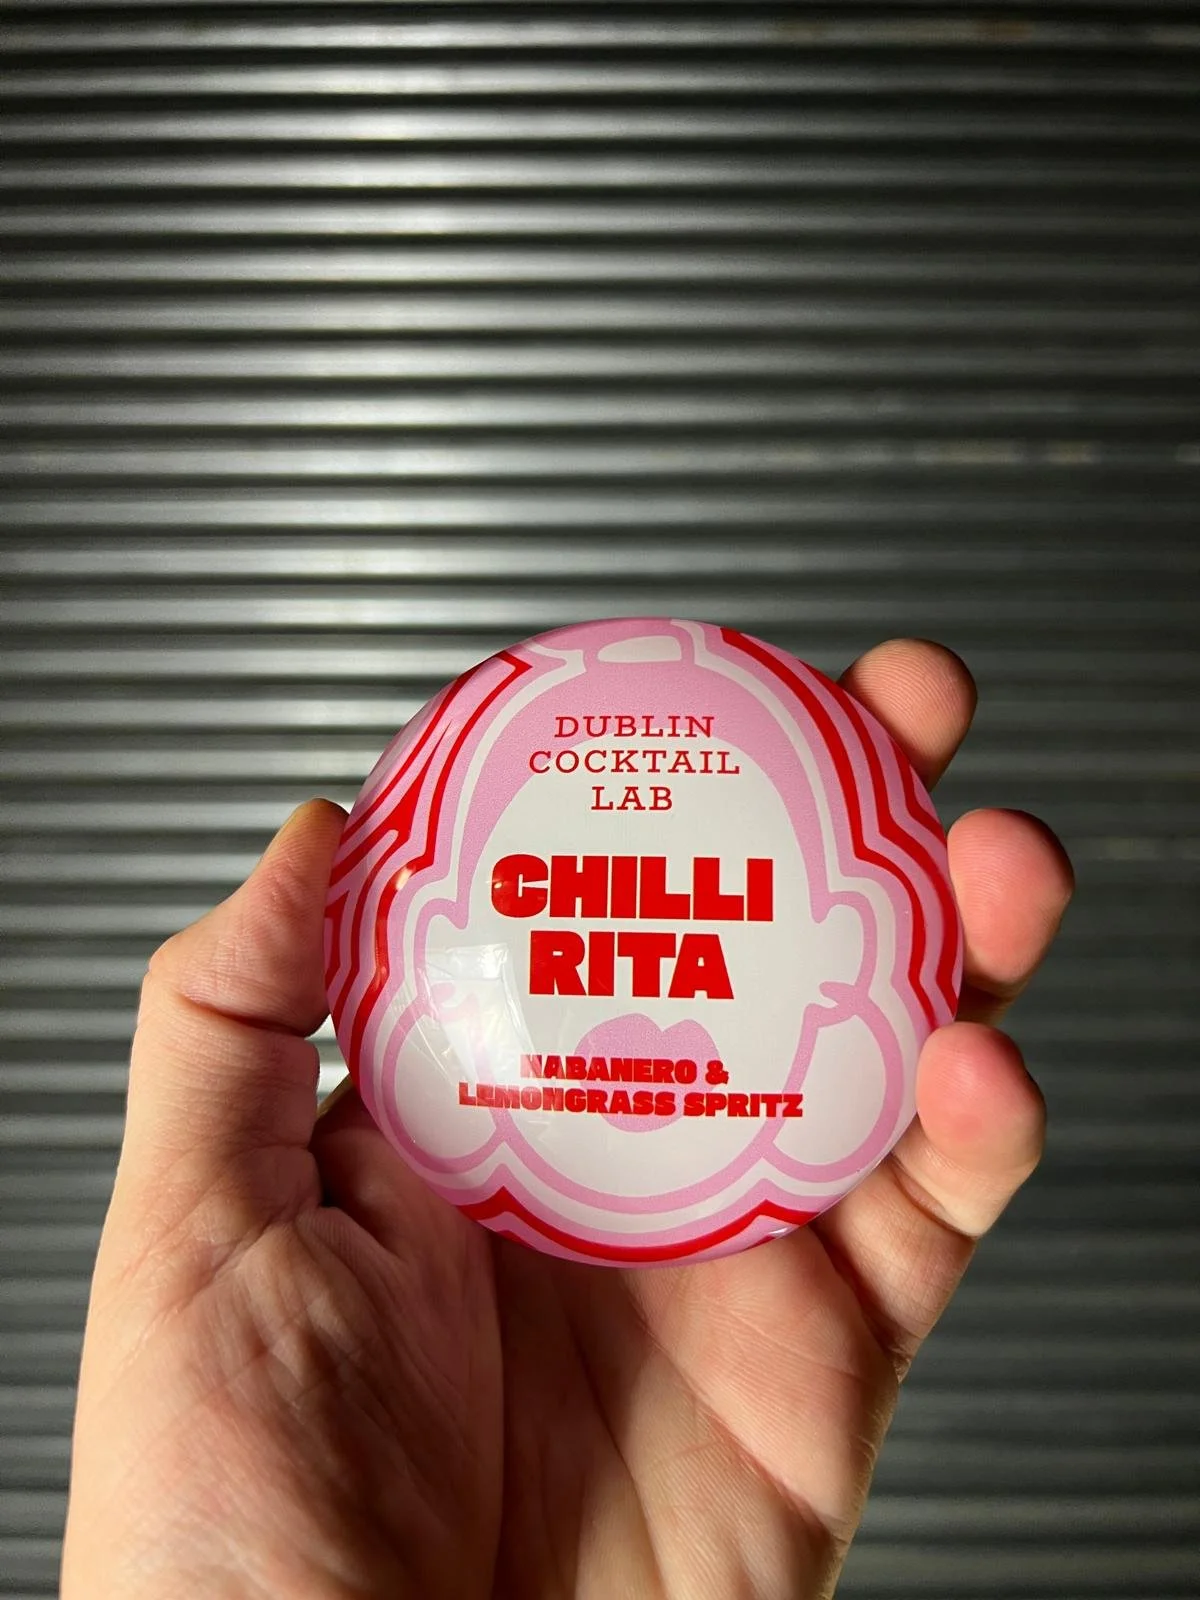 DUBLIN
COCKTAIL
LAB
CHILLI
RITA
HABANERO &
LEMONGRASS SPRITZ